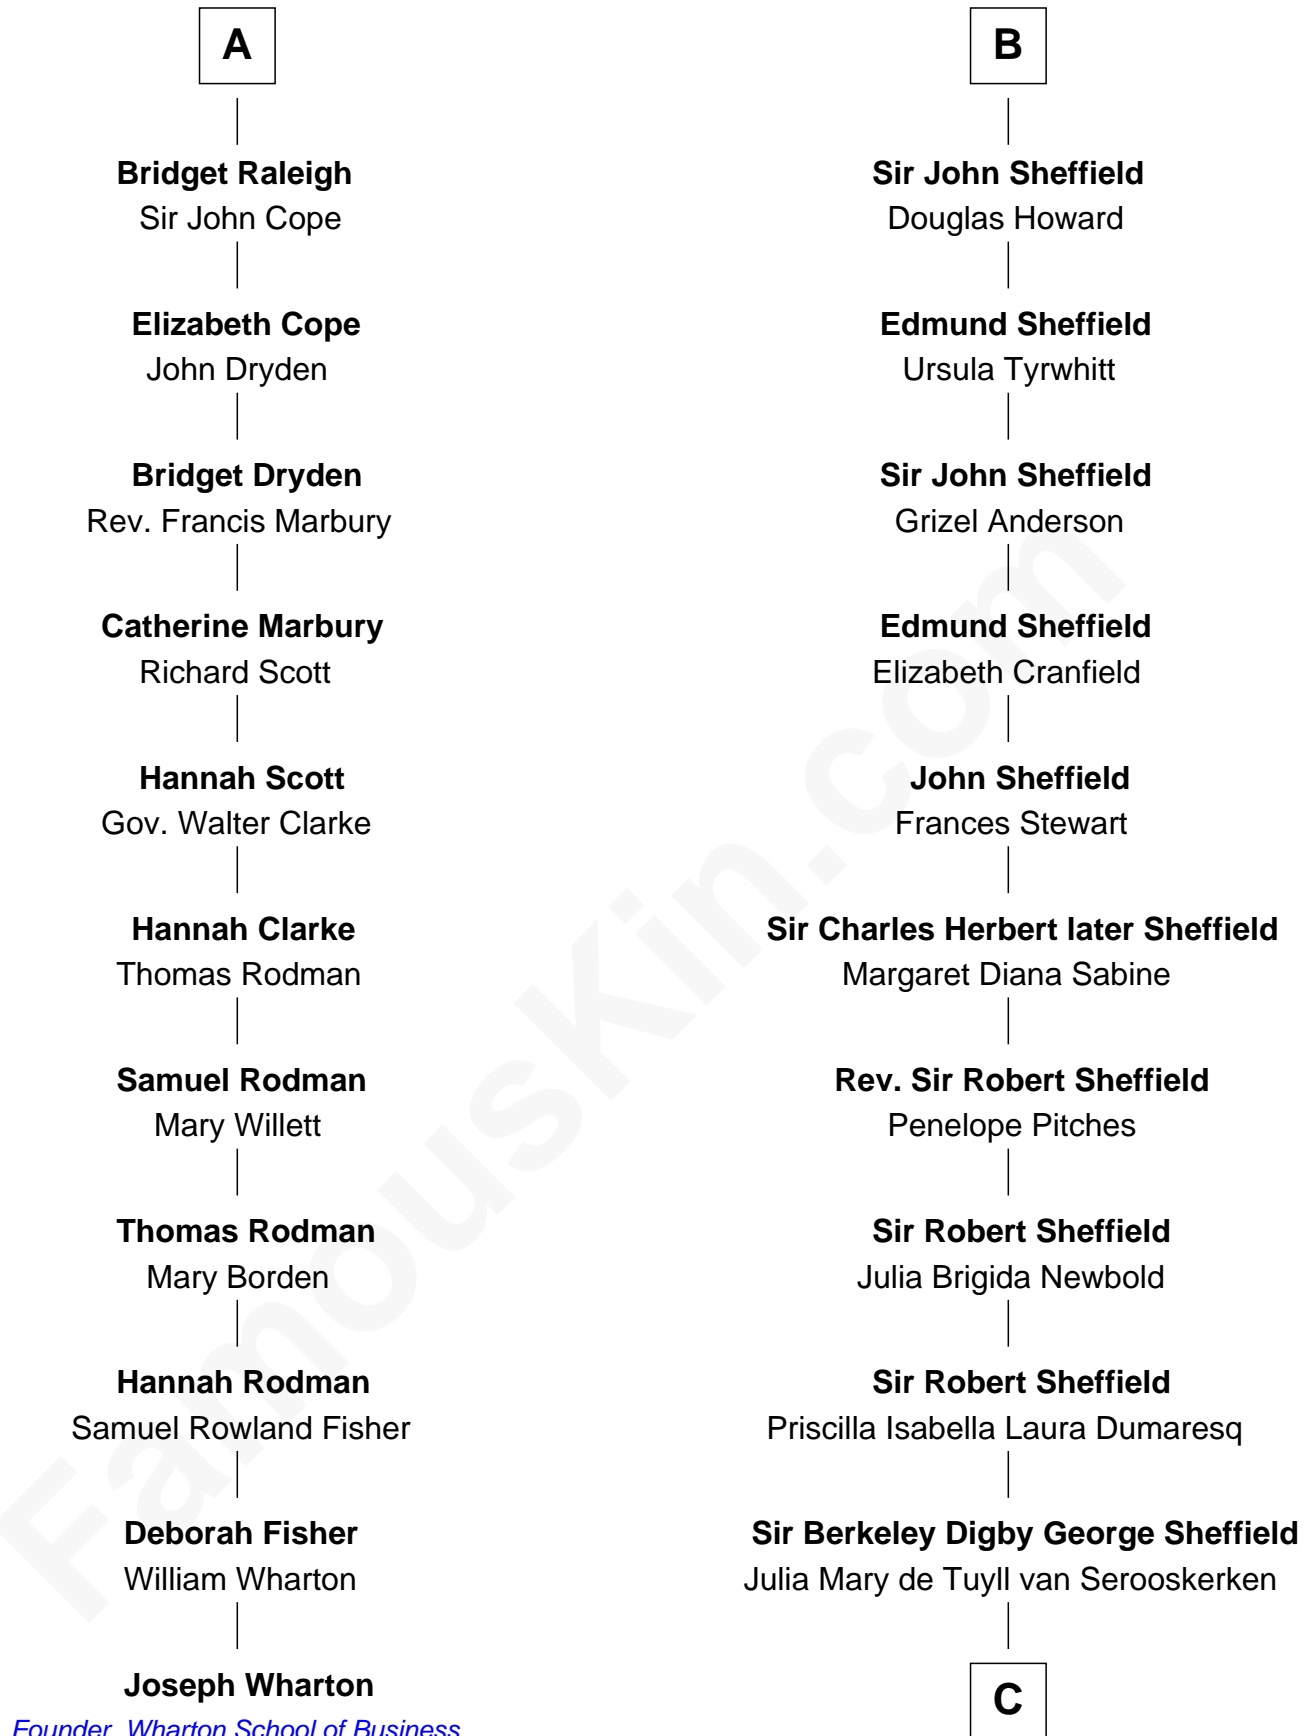 A
Bridget Raleigh
Sir John Cope
Elizabeth Cope
John Dryden
Bridget Dryden
Rev. Francis Marbury
Catherine Marbury
Richard Scott
Hannah Scott
Gov. Walter Clarke
Hannah Clarke
Thomas Rodman
Samuel Rodman
Mary Willett
Thomas Rodman
Mary Borden
Hannah Rodman
Samuel Rowland Fisher
Deborah Fisher
William Wharton
Joseph Wharton
Founder, Wharton School of Business
B
Sir John Sheffield
Douglas Howard
Edmund Sheffield
Ursula Tyrwhitt
Sir John Sheffield
Grizel Anderson
Edmund Sheffield
Elizabeth Cranfield
John Sheffield
Frances Stewart
Sir Charles Herbert later Sheffield
Margaret Diana Sabine
Rev. Sir Robert Sheffield
Penelope Pitches
Sir Robert Sheffield
Julia Brigida Newbold
Sir Robert Sheffield
Priscilla Isabella Laura Dumaresq
Sir Berkeley Digby George Sheffield
Julia Mary de Tuyll van Serooskerken
C
FamousKin.com